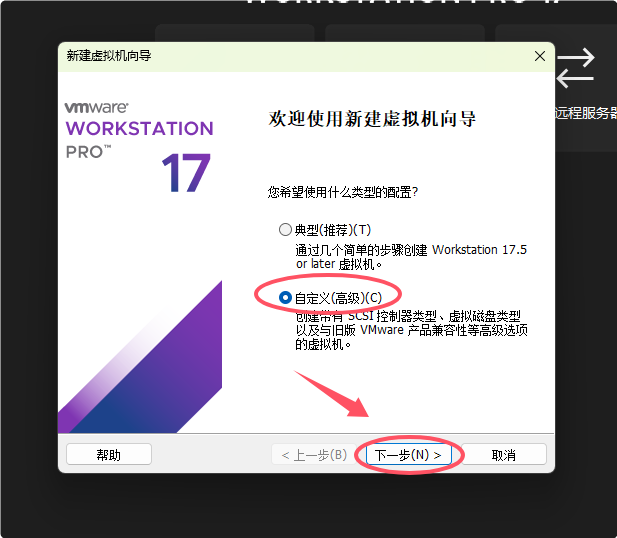 WORKSTATION PRO 17
新建虚拟机向导
vmware
WORKSTATION
PRO™
17
欢迎使用新建虚拟机向导
您希望使用什么类型的配置?
典型(推荐)(T)
通过几个简单的步骤创建 Workstation 17.5
or later 虚拟机。
自定义(高级)(C)
创建带有 SCSI 控制器类型、虚拟磁盘类型
以及与旧版 VMware 产品兼容性等高级选项
的虚拟机。
远程服务器
帮助
< 上一步(B)
下一步(N) >
取消